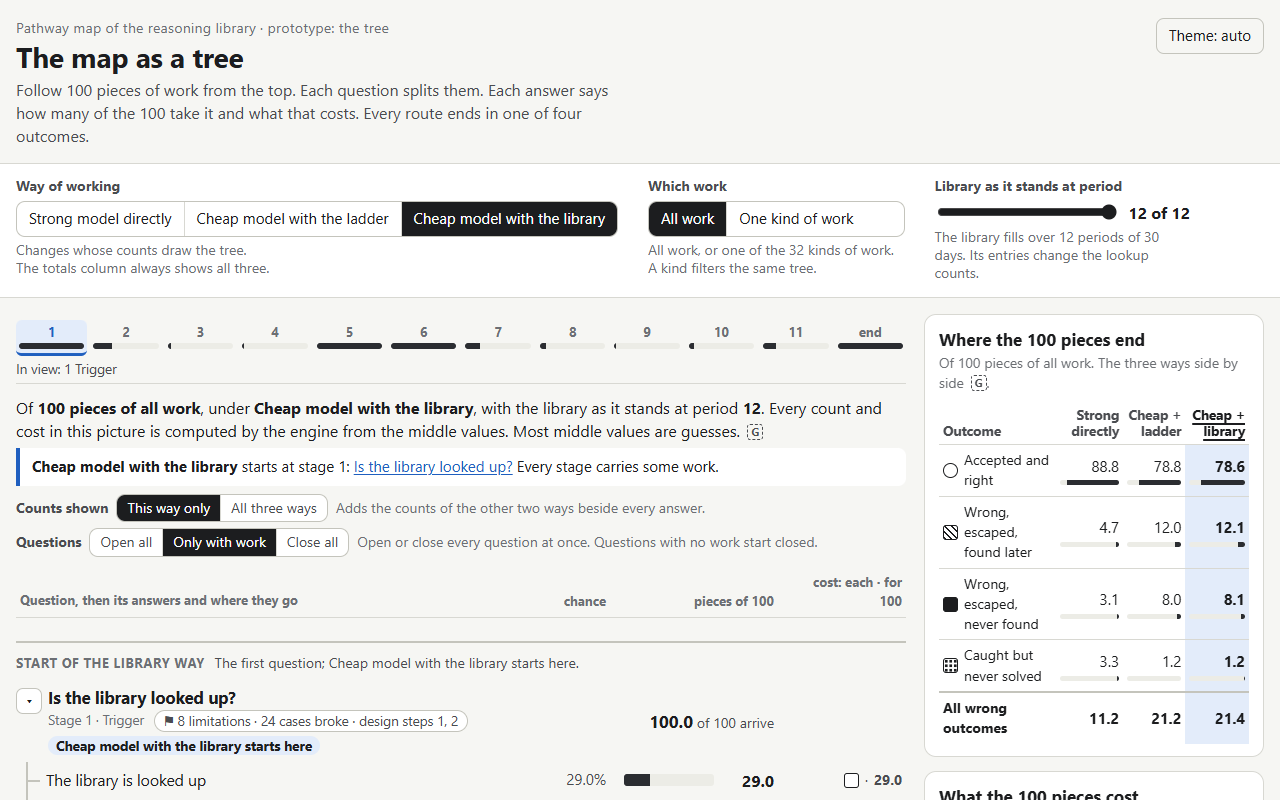 Pathway map of the reasoning library · prototype: the tree
The map as a tree
Follow 100 pieces of work from the top. Each question splits them. Each answer says
how many of the 100 take it and what that costs. Every route ends in one of four
outcomes.
Theme: auto
Way of working
Strong model directly
Cheap model with the ladder
Cheap model with the library
Changes whose counts draw the tree.
The totals column always shows all three.
Which work
All work
One kind of work
All work, or one of the 32 kinds of work.
A kind filters the same tree.
Library as it stands at period
12 of 12
The library fills over 12 periods of 30
days. Its entries change the lookup
counts.
1 2 3 4 5 6 7 8 9 10 11 end
In view: 1 Trigger
Of 100 pieces of all work, under Cheap model with the library, with the library as it stands at period 12. Every count and
cost in this picture is computed by the engine from the middle values. Most middle values are guesses. G
Cheap model with the library starts at stage 1: Is the library looked up? Every stage carries some work.
Counts shown This way only All three ways Adds the counts of the other two ways beside every answer.
Questions Open all Only with work Close all Open or close every question at once. Questions with no work start closed.
Question, then its answers and where they go chance pieces of 100 cost: each · for
100
START OF THE LIBRARY WAY The first question; Cheap model with the library starts here.
Is the library looked up?
Stage 1 · Trigger 8 limitations · 24 cases broke · design steps 1, 2 100.0 of 100 arrive
Cheap model with the library starts here
The library is looked up 29.0% 29.0 · 29.0
Where the 100 pieces end
Of 100 pieces of all work. The three ways side by
side G.
Outcome Strong directly Cheap + ladder Cheap + library
Accepted and right 88.8 78.8 78.6
Wrong, escaped, found later 4.7 12.0 12.1
Wrong, escaped, never found 3.1 8.0 8.1
Caught but never solved 3.3 1.2 1.2
All wrong outcomes 11.2 21.2 21.4
What the 100 pieces cost